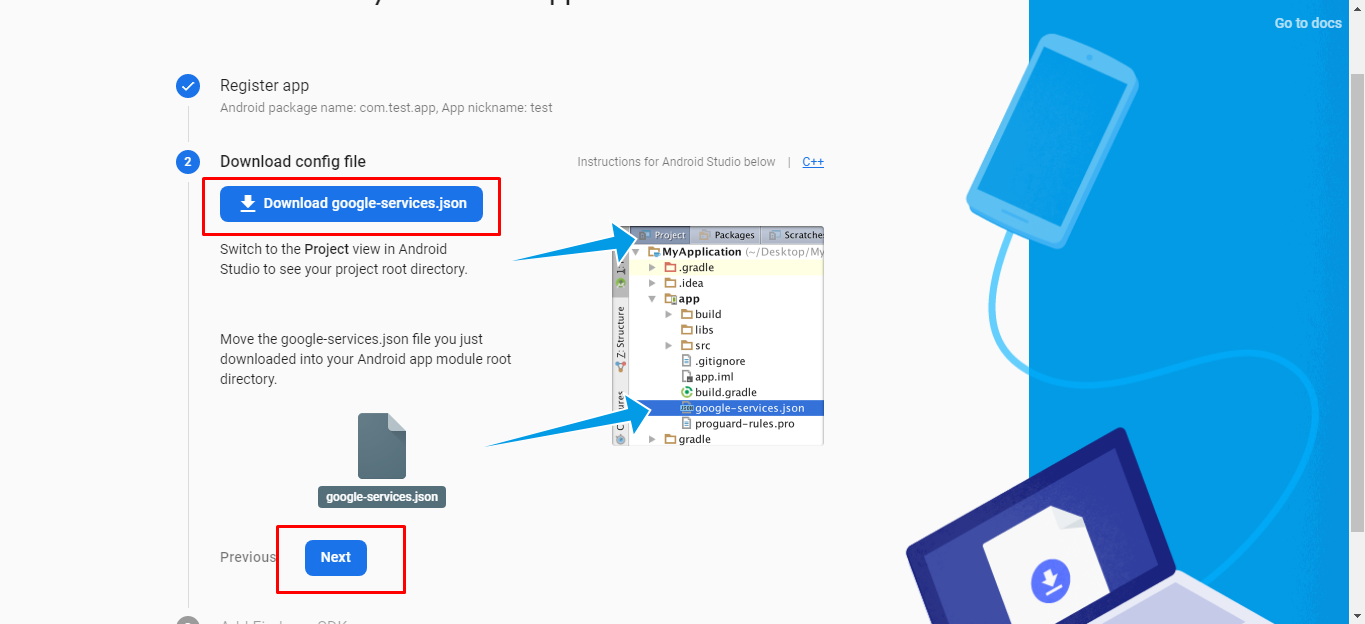 Go to docs
Register app
Android package name: com.test.app, App nickname: test
2
Download config file
Instructions for Android Studio below | C++
Download google-services.json
Switch to the Project view in Android
Studio to see your project root directory.
Move the google-services.json file you just
downloaded into your Android app module root
directory.
google-services.json
Project Packages Scratches
MyApplication (~/Desktop/My
.gradle
.idea
app
build
libs
src
.gitignore
app.iml
build.gradle
google-services.json
proguard-rules.pro
gradle
Z: Structure
Previous
Next